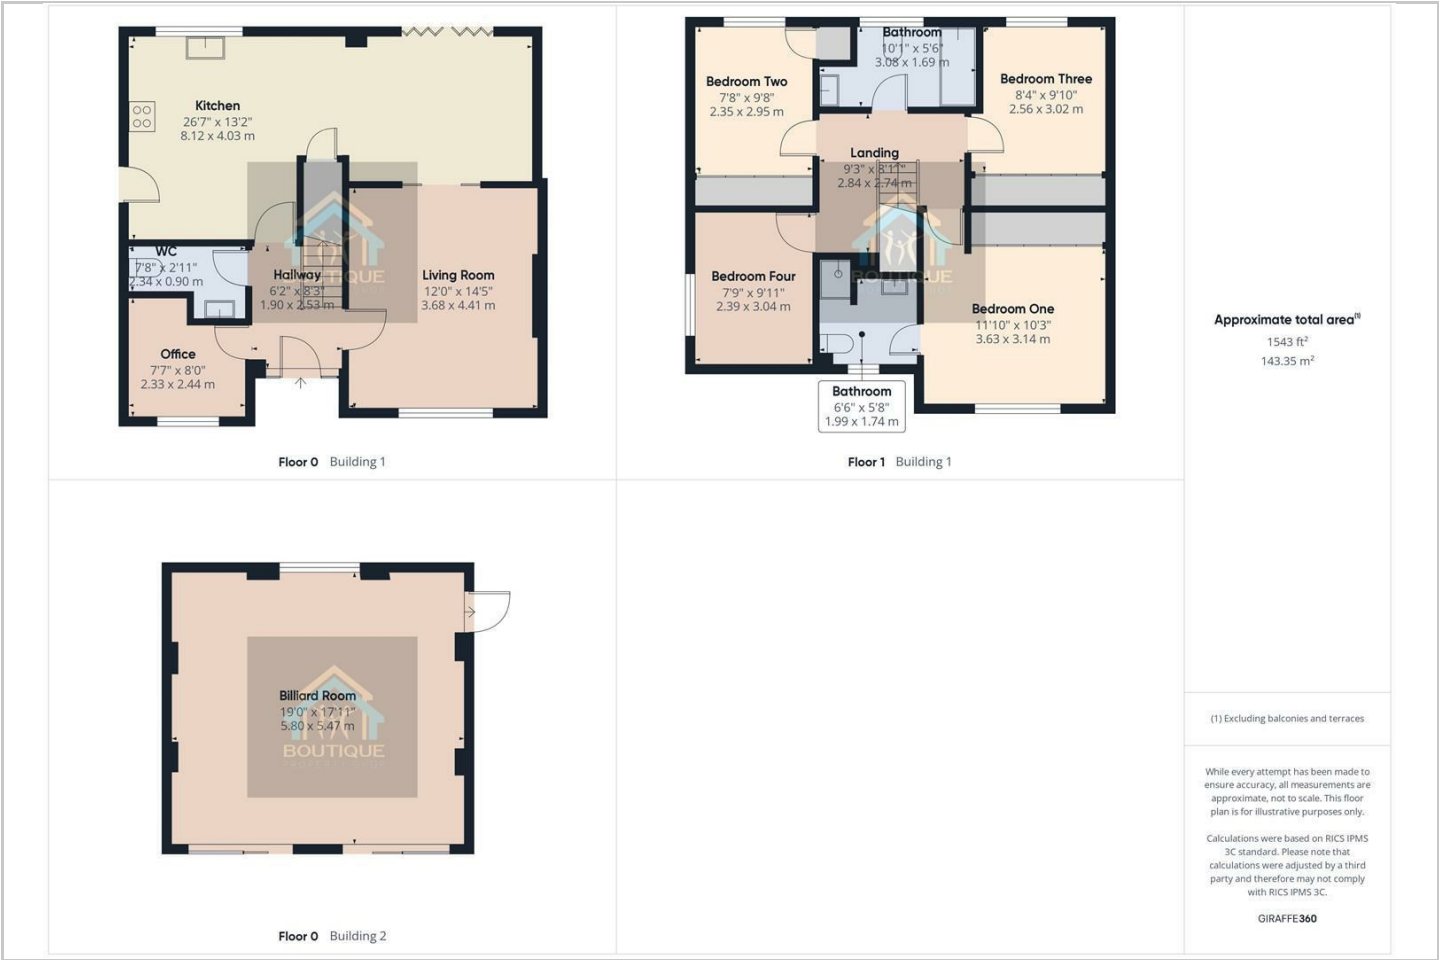 Kitchen
26'7" x 13'2"
8.12 x 4.03 m
WC
7'8" x 2'11"
2.34 x 0.90 m
Hallway
6'2" x 8'3"
1.90 x 2.53 m
Living Room
12'0" x 14'5"
3.68 x 4.41 m
Office
7'7" x 8'0"
2.33 x 2.44 m
BOUTIQUE
Floor 0 Building 1
Bedroom Two
7'8" x 9'8"
2.35 x 2.95 m
Bathroom
10'1" x 5'6"
3.08 x 1.69 m
Bedroom Three
8'4" x 9'10"
2.56 x 3.02 m
Landing
9'3" x 8'11"
2.84 x 2.74 m
BOUTIQUE
Bedroom Four
7'9" x 9'11"
2.39 x 3.04 m
Bedroom One
11'10" x 10'3"
3.63 x 3.14 m
Bathroom
6'6" x 5'8"
1.99 x 1.74 m
Floor 1 Building 1
Billiard Room
19'0" x 17'11"
5.80 x 5.47 m
BOUTIQUE
Floor 0 Building 2
Approximate total area(1)
1543 ft²
143.35 m²
(1) Excluding balconies and terraces
While every attempt has been made to
ensure accuracy, all measurements are
approximate, not to scale. This floor
plan is for illustrative purposes only.
Calculations were based on RICS IPMS
3C standard. Please note that
calculations were adjusted by a third
party and therefore may not comply
with RICS IPMS 3C.
GIRAFFE360